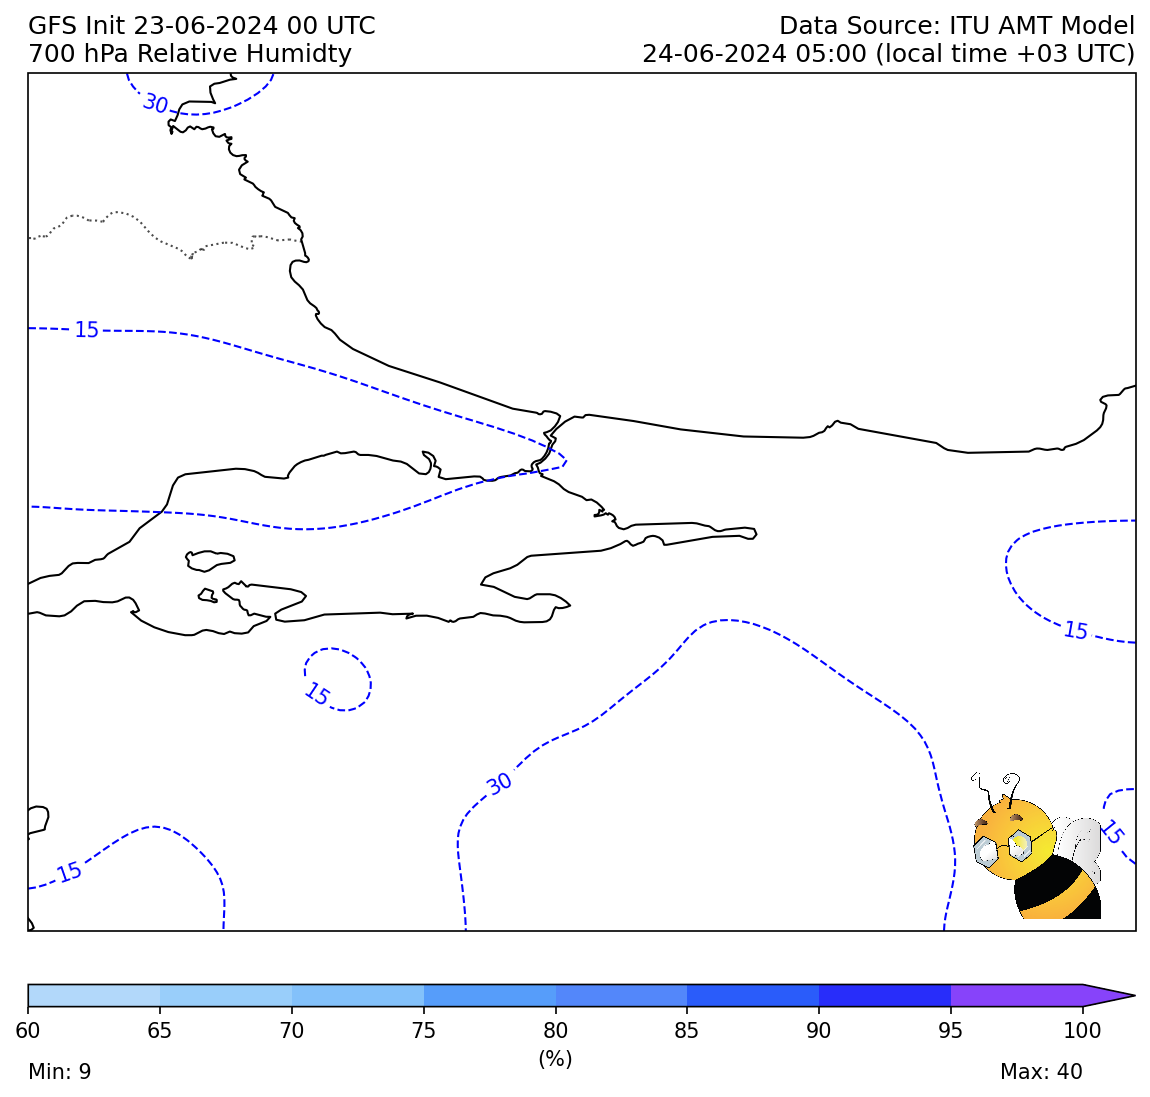 GFS Init 23-06-2024 00 UTC
Data Source: ITU AMT Model
700 hPa Relative Humidty
24-06-2024 05:00 (local time +03 UTC)
30
15
15
15
30
15
15
60 65 70 75 80 85 90 95 100
(%)
Min: 9
Max: 40